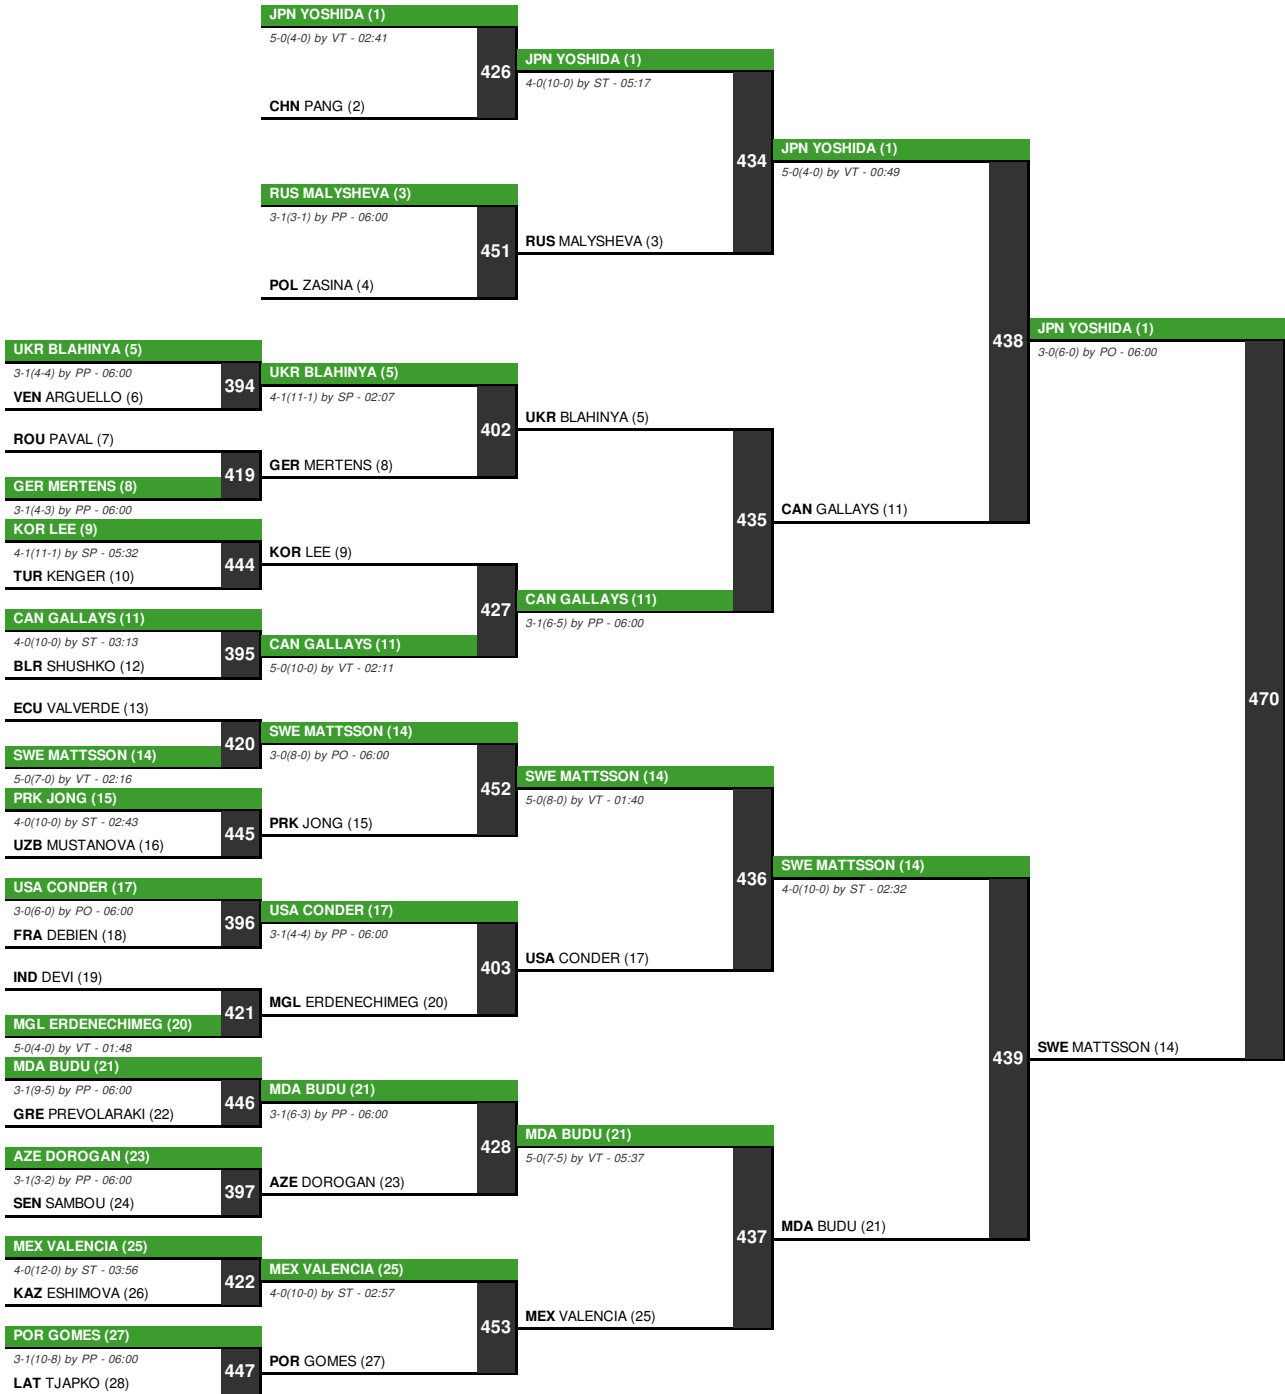 JPN YOSHIDA (1)
5-0(4-0) by VT - 02:41
426
CHN PANG (2)
JPN YOSHIDA (1)
4-0(10-0) by ST - 05:17
434
RUS MALYSHEVA (3)
3-1(3-1) by PP - 06:00
451
POL ZASINA (4)
RUS MALYSHEVA (3)
JPN YOSHIDA (1)
5-0(4-0) by VT - 00:49
438
UKR BLAHINYA (5)
3-1(4-4) by PP - 06:00
394
VEN ARGUELLO (6)
ROU PAVAL (7)
419
GER MERTENS (8)
3-1(4-3) by PP - 06:00
UKR BLAHINYA (5)
4-1(11-1) by SP - 02:07
402
GER MERTENS (8)
UKR BLAHINYA (5)
435
KOR LEE (9)
4-1(11-1) by SP - 05:32
444
TUR KENGER (10)
CAN GALLAYS (11)
4-0(10-0) by ST - 03:13
395
BLR SHUSHKO (12)
KOR LEE (9)
427
CAN GALLAYS (11)
5-0(10-0) by VT - 02:11
CAN GALLAYS (11)
3-1(6-5) by PP - 06:00
CAN GALLAYS (11)
JPN YOSHIDA (1)
3-0(6-0) by PO - 06:00
470
ECU VALVERDE (13)
420
SWE MATTSSON (14)
5-0(7-0) by VT - 02:16
PRK JONG (15)
4-0(10-0) by ST - 02:43
445
UZB MUSTANOVA (16)
SWE MATTSSON (14)
3-0(8-0) by PO - 06:00
452
PRK JONG (15)
SWE MATTSSON (14)
5-0(8-0) by VT - 01:40
436
USA CONDER (17)
3-0(6-0) by PO - 06:00
396
FRA DEBIEN (18)
IND DEVI (19)
421
MGL ERDENECHIMEG (20)
5-0(4-0) by VT - 01:48
USA CONDER (17)
3-1(4-4) by PP - 06:00
403
MGL ERDENECHIMEG (20)
USA CONDER (17)
SWE MATTSSON (14)
4-0(10-0) by ST - 02:32
439
SWE MATTSSON (14)
MDA BUDU (21)
3-1(9-5) by PP - 06:00
446
GRE PREVOLARAKI (22)
AZE DOROGAN (23)
3-1(3-2) by PP - 06:00
397
SEN SAMBOU (24)
MDA BUDU (21)
3-1(6-3) by PP - 06:00
428
AZE DOROGAN (23)
MDA BUDU (21)
5-0(7-5) by VT - 05:37
437
MDA BUDU (21)
MEX VALENCIA (25)
4-0(12-0) by ST - 03:56
422
KAZ ESHIMOVA (26)
POR GOMES (27)
3-1(10-8) by PP - 06:00
447
LAT TJAPKO (28)
MEX VALENCIA (25)
4-0(10-0) by ST - 02:57
453
POR GOMES (27)
MEX VALENCIA (25)